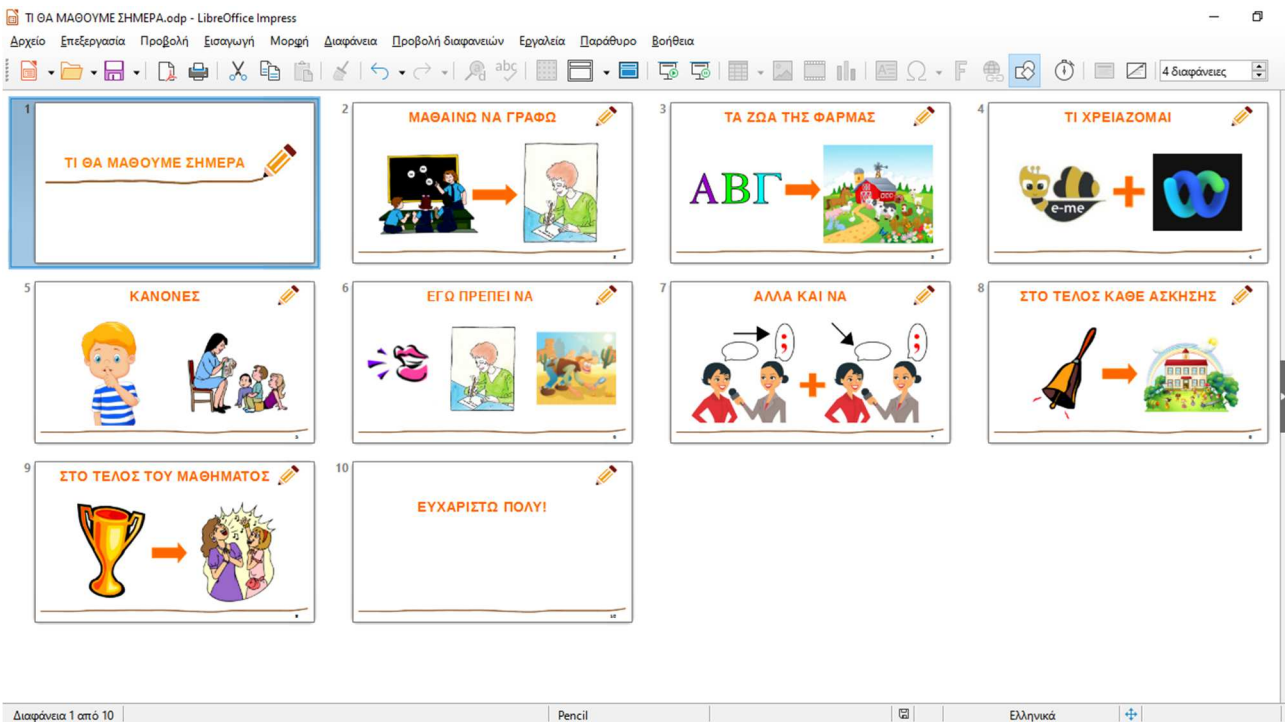 ΤΙ ΘΑ ΜΑΘΟΥΜΕ ΣΗΜΕΡΑ.odp - LibreOffice Impress
Αρχείο Επεξεργασία Προβολή Εισαγωγή Μορφή Διαφάνεια Προβολή διαφανειών Εργαλεία Παράθυρο Βοήθεια
4 διαφάνειες
1
ΤΙ ΘΑ ΜΑΘΟΥΜΕ ΣΗΜΕΡΑ
2
ΜΑΘΑΙΝΩ ΝΑ ΓΡΑΦΩ
3
ΤΑ ΖΩΑ ΤΗΣ ΦΑΡΜΑΣ
ΑΒΓ
4
ΤΙ ΧΡΕΙΑΖΟΜΑΙ
e-me
5
ΚΑΝΟΝΕΣ
6
ΕΓΩ ΠΡΕΠΕΙ ΝΑ
7
ΑΛΛΑ ΚΑΙ ΝΑ
;
;
8
ΣΤΟ ΤΕΛΟΣ ΚΑΘΕ ΑΣΚΗΣΗΣ
9
ΣΤΟ ΤΕΛΟΣ ΤΟΥ ΜΑΘΗΜΑΤΟΣ
10
ΕΥΧΑΡΙΣΤΩ ΠΟΛΥ!
Διαφάνεια 1 από 10
Pencil
Ελληνικά